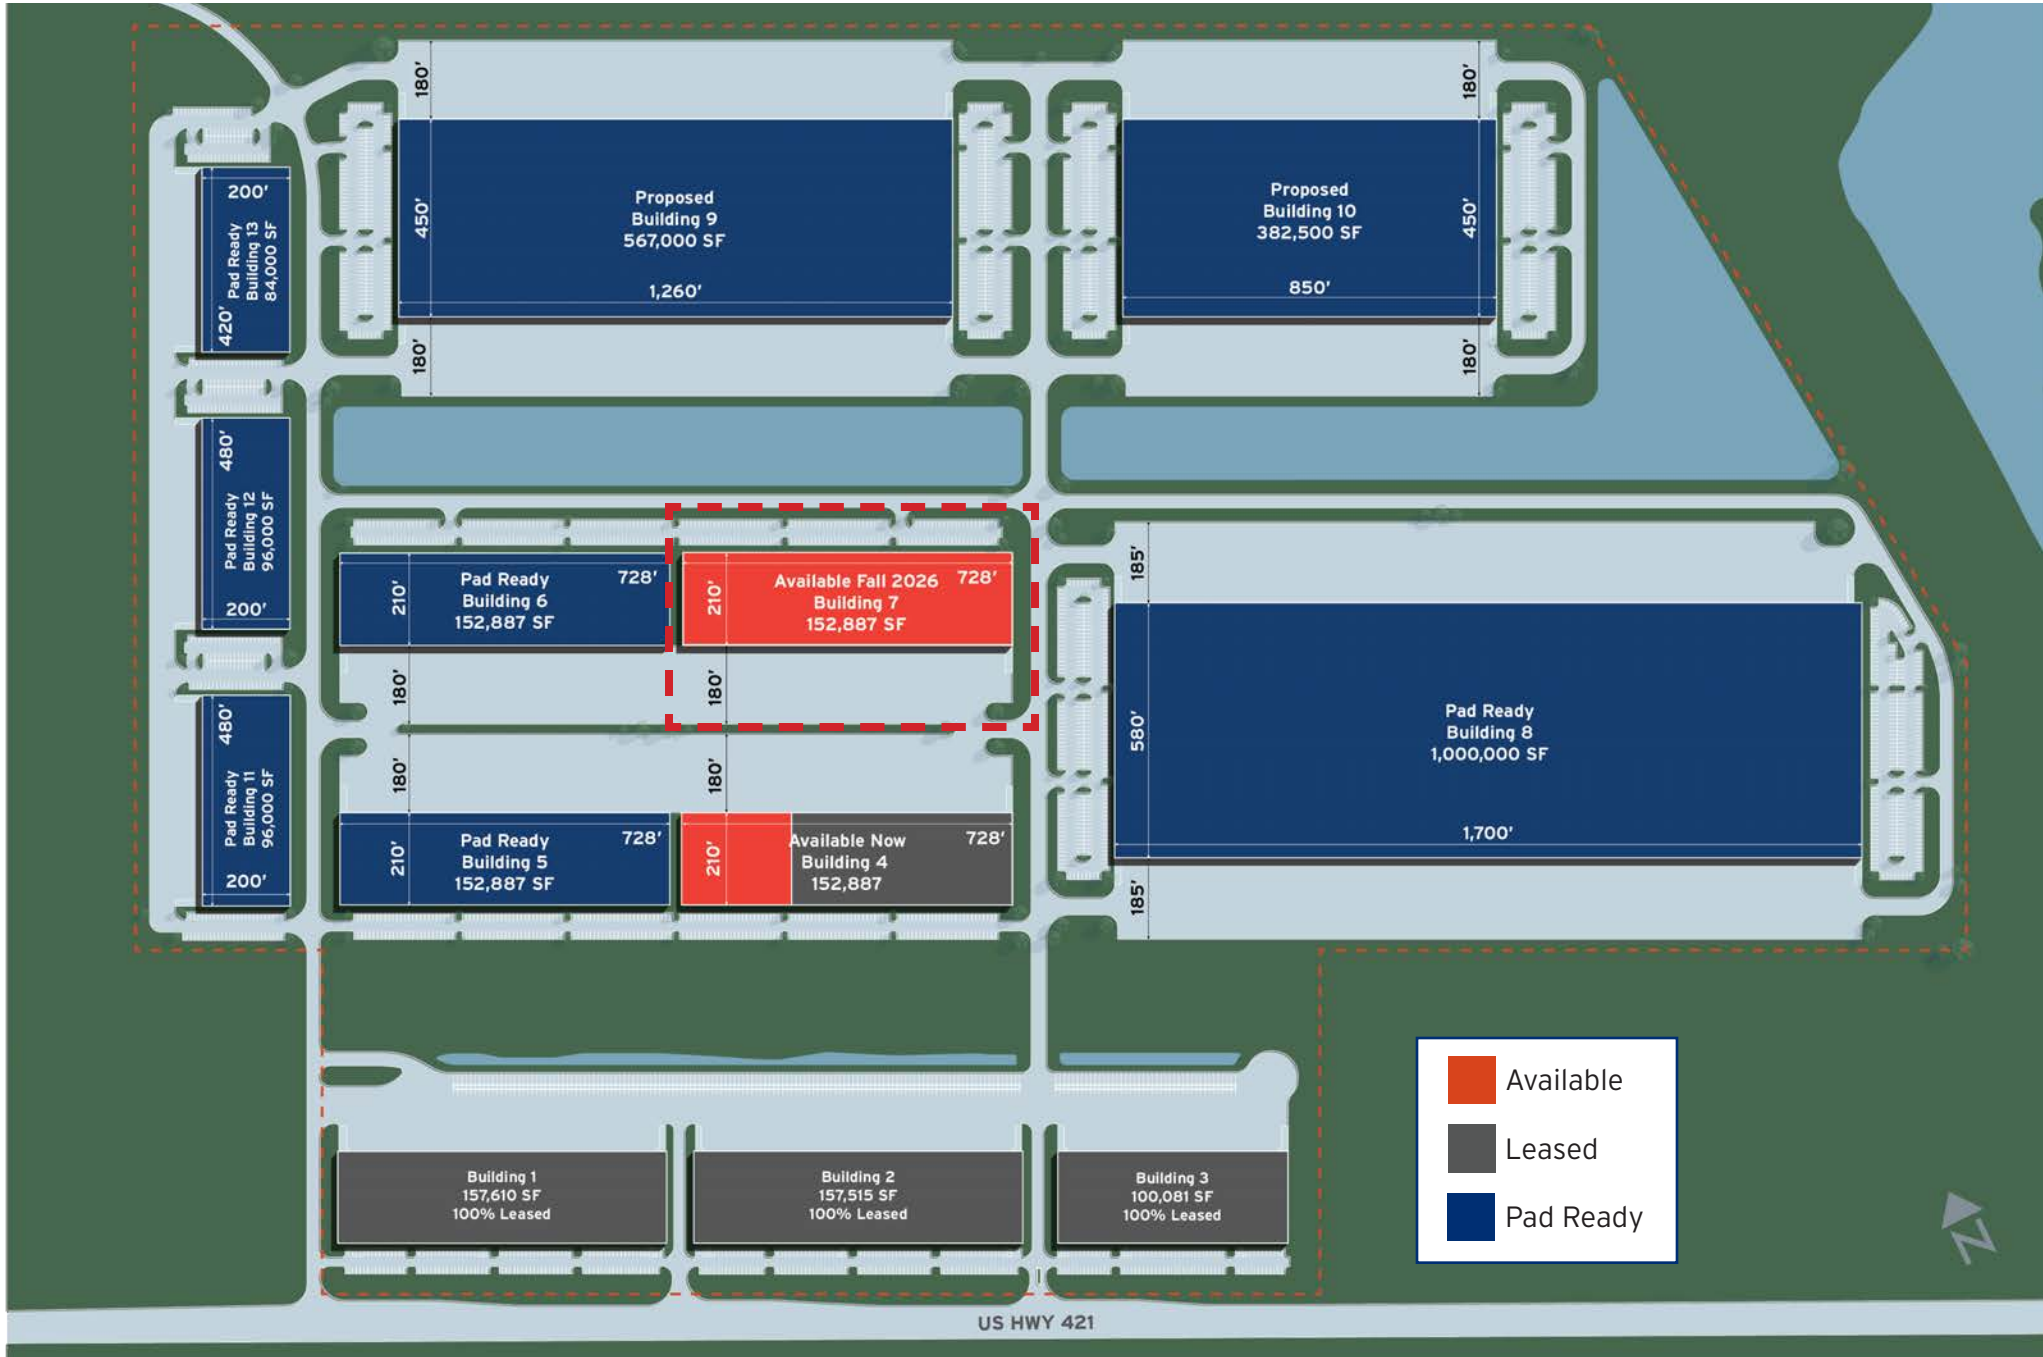 180'
180'
Proposed
Building 9
567,000 SF
450'
1,260'
180'
Proposed
Building 10
382,500 SF
450'
850'
180'
200'
Pad Ready
Building 13
84,000 SF
420'
480'
Pad Ready
Building 12
96,000 SF
200'
480'
Pad Ready
Building 11
96,000 SF
200'
Pad Ready
Building 6
152,887 SF
728'
210'
180'
Available Fall 2026
Building 7
152,887 SF
728'
210'
180'
185'
Pad Ready
Building 8
1,000,000 SF
580'
1,700'
185'
180'
Pad Ready
Building 5
152,887 SF
728'
210'
180'
Available Now
Building 4
152,887
728'
210'
Building 1
157,610 SF
100% Leased
Building 2
157,515 SF
100% Leased
Building 3
100,081 SF
100% Leased
Available
Leased
Pad Ready
N
US HWY 421